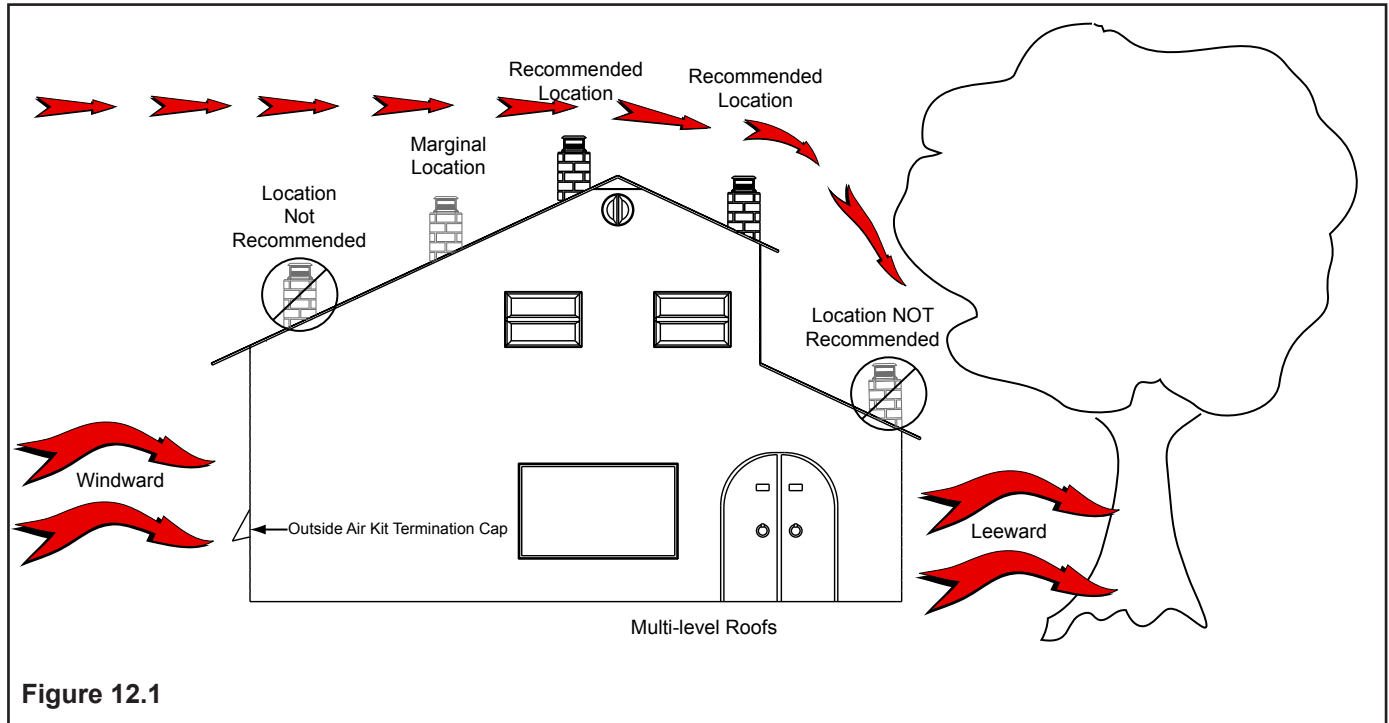 Recommended
Location
Recommended
Location
Marginal
Location
Location
Not
Recommended
Location NOT
Recommended
Windward
Outside Air Kit Termination Cap
Leeward
Multi-level Roofs
Figure 12.1